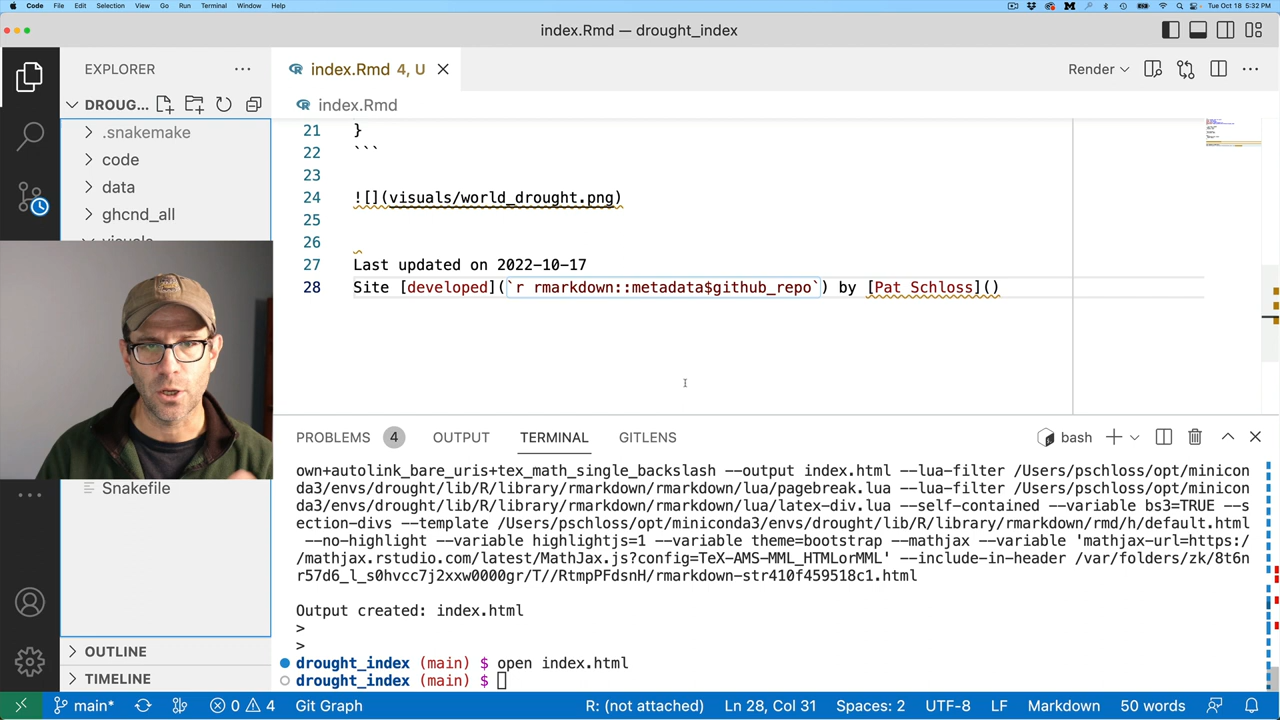 Code File Edit Selection View Go Run Terminal Window Help Tue Oct 18 5:32 PM
index.Rmd — drought_index
EXPLORER
index.Rmd 4, U
Render
DROUG...
index.Rmd
.snakemake
code
data
ghcnd_all
visuals
Snakefile
OUTLINE
TIMELINE
21 }
22 ```
23
24 ![](visuals/world_drought.png)
25
26
27 Last updated on 2022-10-17
28 Site [developed](`r rmarkdown::metadata$github_repo`) by [Pat Schloss]()
PROBLEMS 4 OUTPUT TERMINAL GITLENS bash
own+autolink_bare_uris+tex_math_single_backslash --output index.html --lua-filter /Users/pschloss/opt/minicon
da3/envs/drought/lib/R/library/rmarkdown/rmarkdown/lua/pagebreak.lua --lua-filter /Users/pschloss/opt/minicon
da3/envs/drought/lib/R/library/rmarkdown/rmarkdown/lua/latex-div.lua --self-contained --variable bs3=TRUE --s
ection-divs --template /Users/pschloss/opt/miniconda3/envs/drought/lib/R/library/rmarkdown/rmd/h/default.html
--no-highlight --variable highlightjs=1 --variable theme=bootstrap --mathjax --variable 'mathjax-url=https:/
/mathjax.rstudio.com/latest/MathJax.js?config=TeX-AMS-MML_HTMLorMML' --include-in-header /var/folders/zk/8t6n
r57d6_l_s0hvcc7j2xxw0000gr/T//RtmpPFdsnH/rmarkdown-str410f459518c1.html
Output created: index.html
>
>
drought_index (main) $ open index.html
drought_index (main) $
main* 0 4 Git Graph R: (not attached) Ln 28, Col 31 Spaces: 2 UTF-8 LF Markdown 50 words